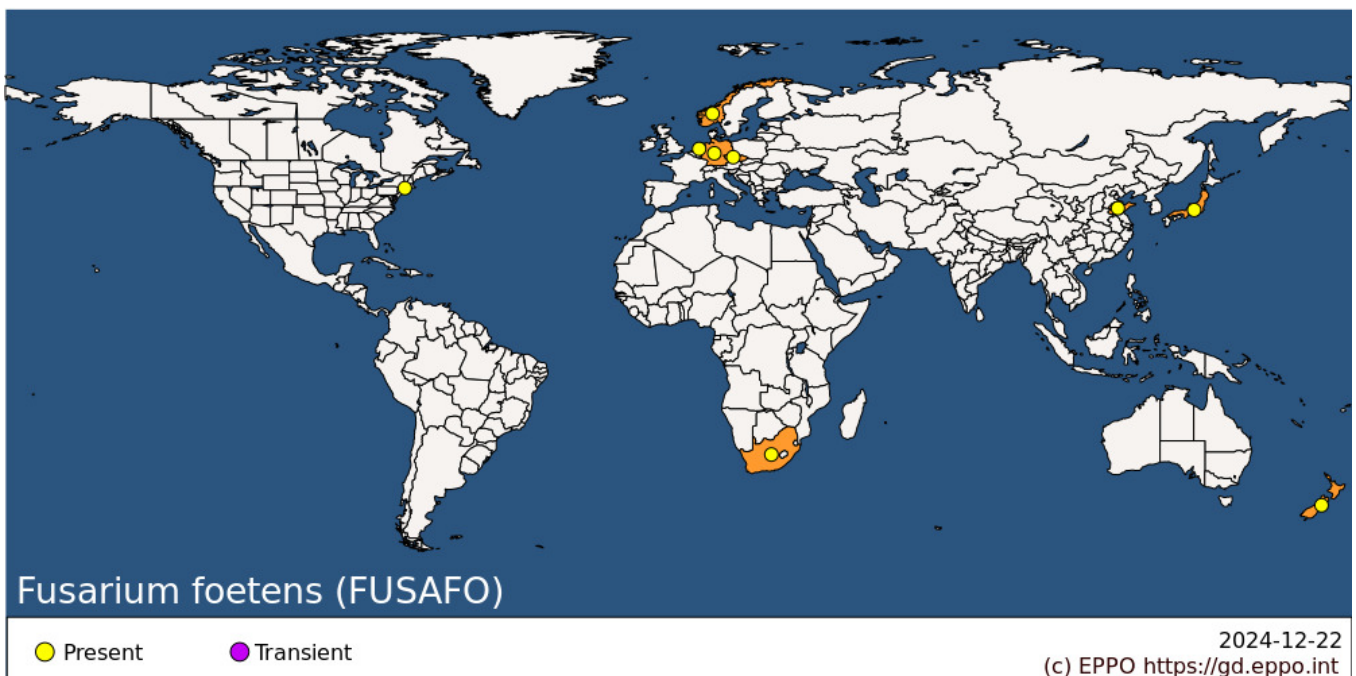 Fusarium foetens (FUSAFO)
Present
Transient
2024-12-22
(c) EPPO https://gd.eppo.int